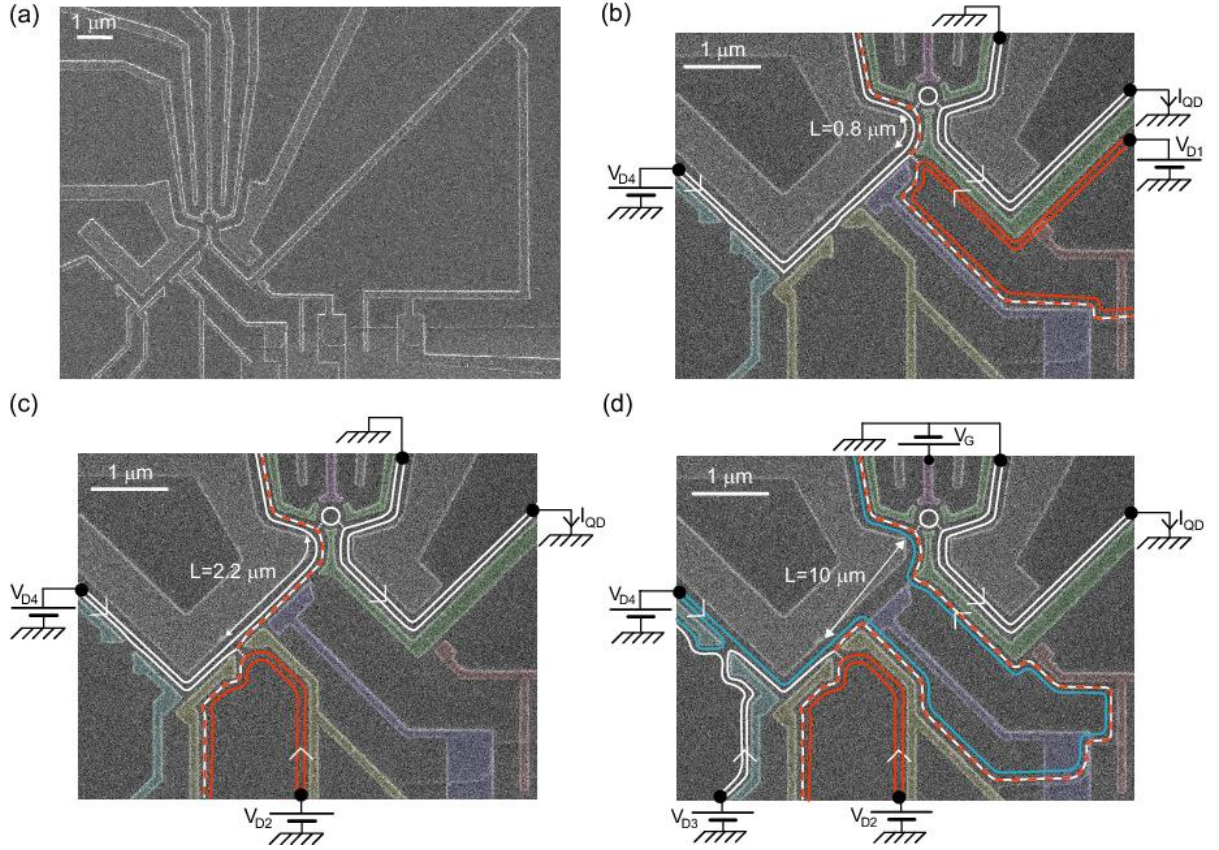 (a)
1 μm
(b)
1 μm
L=0.8 μm
I_QD
V_D1
V_D4
(c)
1 μm
L=2.2 μm
I_QD
V_D4
V_D2
(d)
V_G
1 μm
L=10 μm
I_QD
V_D4
V_D3
V_D2